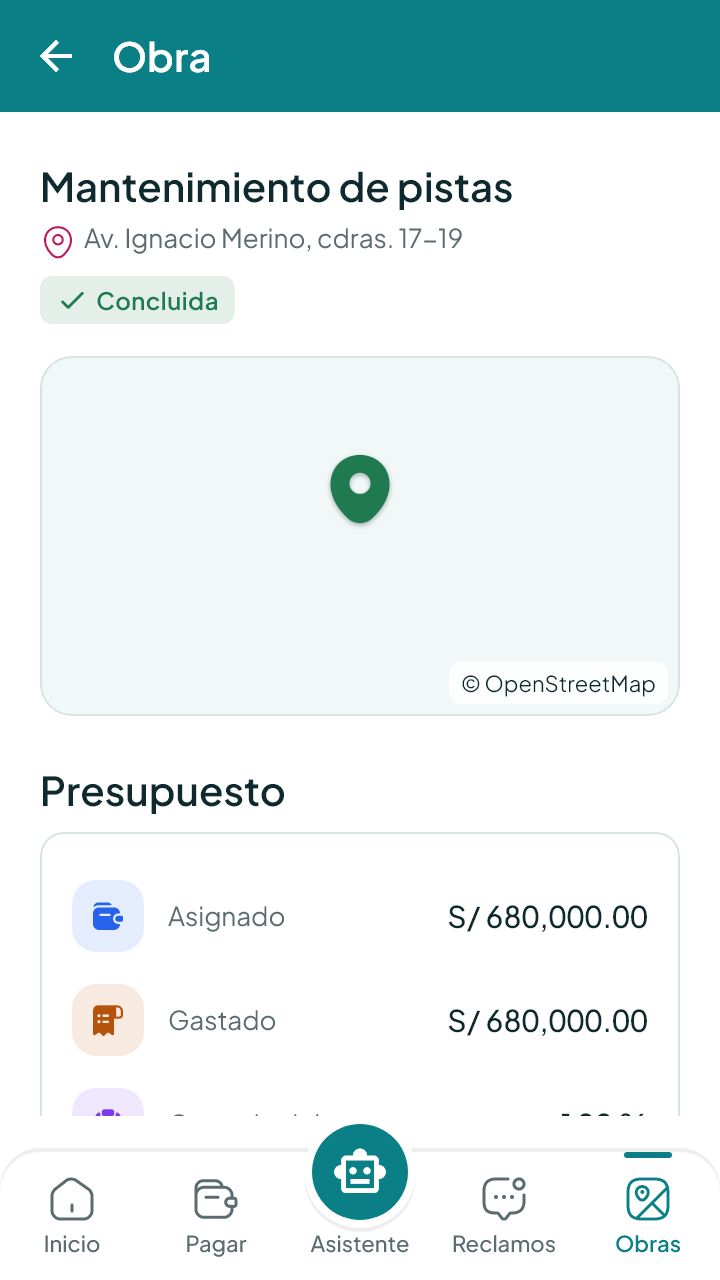 Obra
Mantenimiento de pistas
Av. Ignacio Merino, cdras. 17–19
Concluida
© OpenStreetMap
Presupuesto
Asignado S/ 680,000.00
Gastado S/ 680,000.00
Inicio Pagar Asistente Reclamos Obras